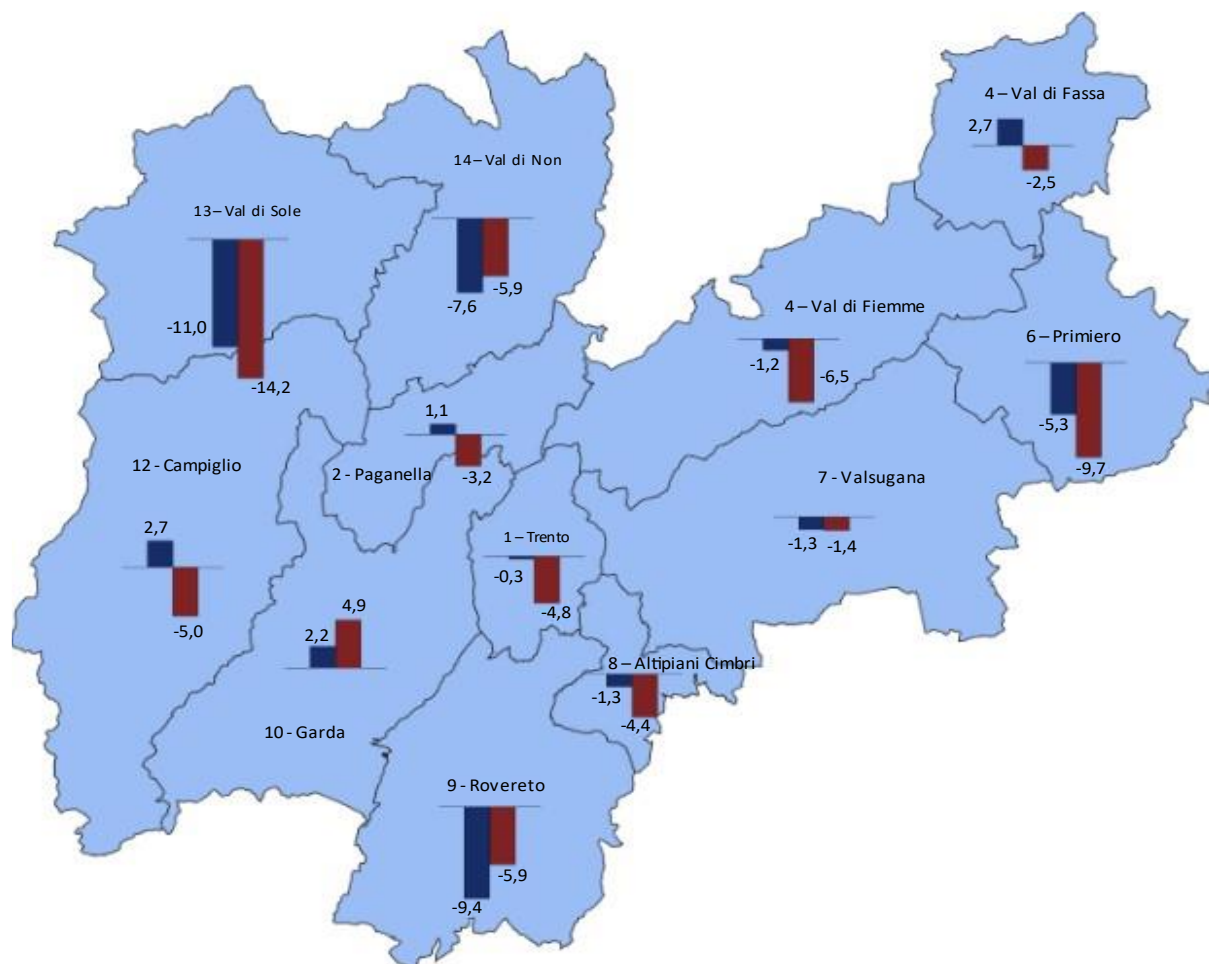 4 – Val di Fassa
2,7
-2,5
14 – Val di Non
-7,6
-5,9
13 – Val di Sole
-11,0
-14,2
4 – Val di Fiemme
-1,2
-6,5
6 – Primiero
-5,3
-9,7
1,1
2 - Paganella
-3,2
12 - Campiglio
2,7
-5,0
7 - Valsugana
-1,3
-1,4
1 – Trento
-0,3
-4,8
4,9
2,2
10 - Garda
8 – Altipiani Cimbri
-1,3
-4,4
9 - Rovereto
-5,9
-9,4